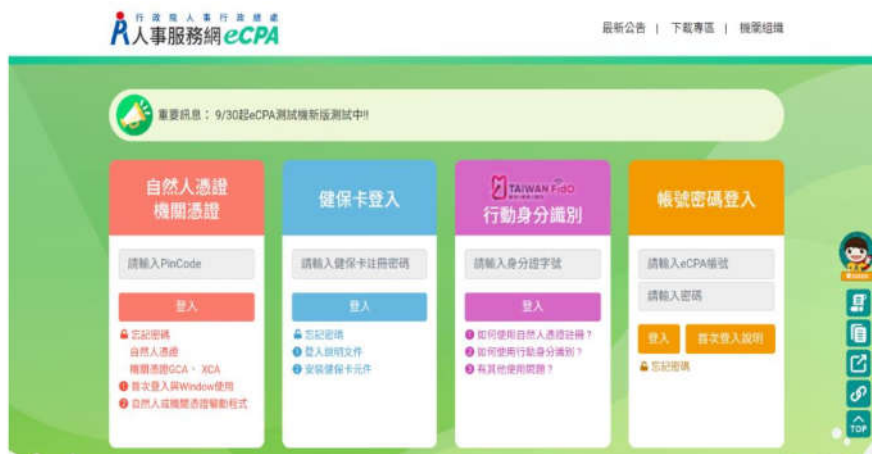 行政院人事行政總處
人事服務網eCPA
最新公告 | 下載專區 | 機關組織
重要訊息： 9/30起eCPA測試機新版測試中!!
自然人憑證
機關憑證
請輸入PinCode
登入
忘記密碼
自然人憑證
機關憑證GCA、 XCA
1 首次登入與Window使用
2 自然人或機關憑證驅動程式
健保卡登入
請輸入健保卡註冊密碼
登入
忘記密碼
1 登入說明文件
2 安裝健保卡元件
TAIWAN FidO
行動身分識別
請輸入身分證字號
登入
1 如何使用自然人憑證註冊？
2 如何使用行動身分識別？
3 有其他使用問題？
帳號密碼登入
請輸入eCPA帳號
請輸入密碼
登入 首次登入說明
忘記密碼
TOP